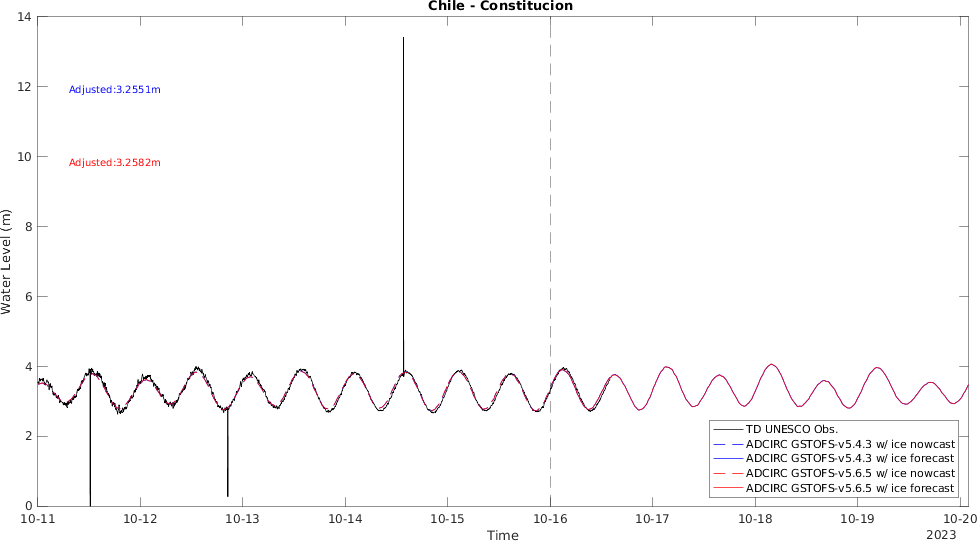 Chile - Constitucion
14
12
10
8
6
4
2
0
Water Level (m)
Adjusted:3.2551m
Adjusted:3.2582m
TD UNESCO Obs.
ADCIRC GSTOFS-v5.4.3 w/ ice nowcast
ADCIRC GSTOFS-v5.4.3 w/ ice forecast
ADCIRC GSTOFS-v5.6.5 w/ ice nowcast
ADCIRC GSTOFS-v5.6.5 w/ ice forecast
10-11 10-12 10-13 10-14 10-15 10-16 10-17 10-18 10-19 10-20
Time
2023